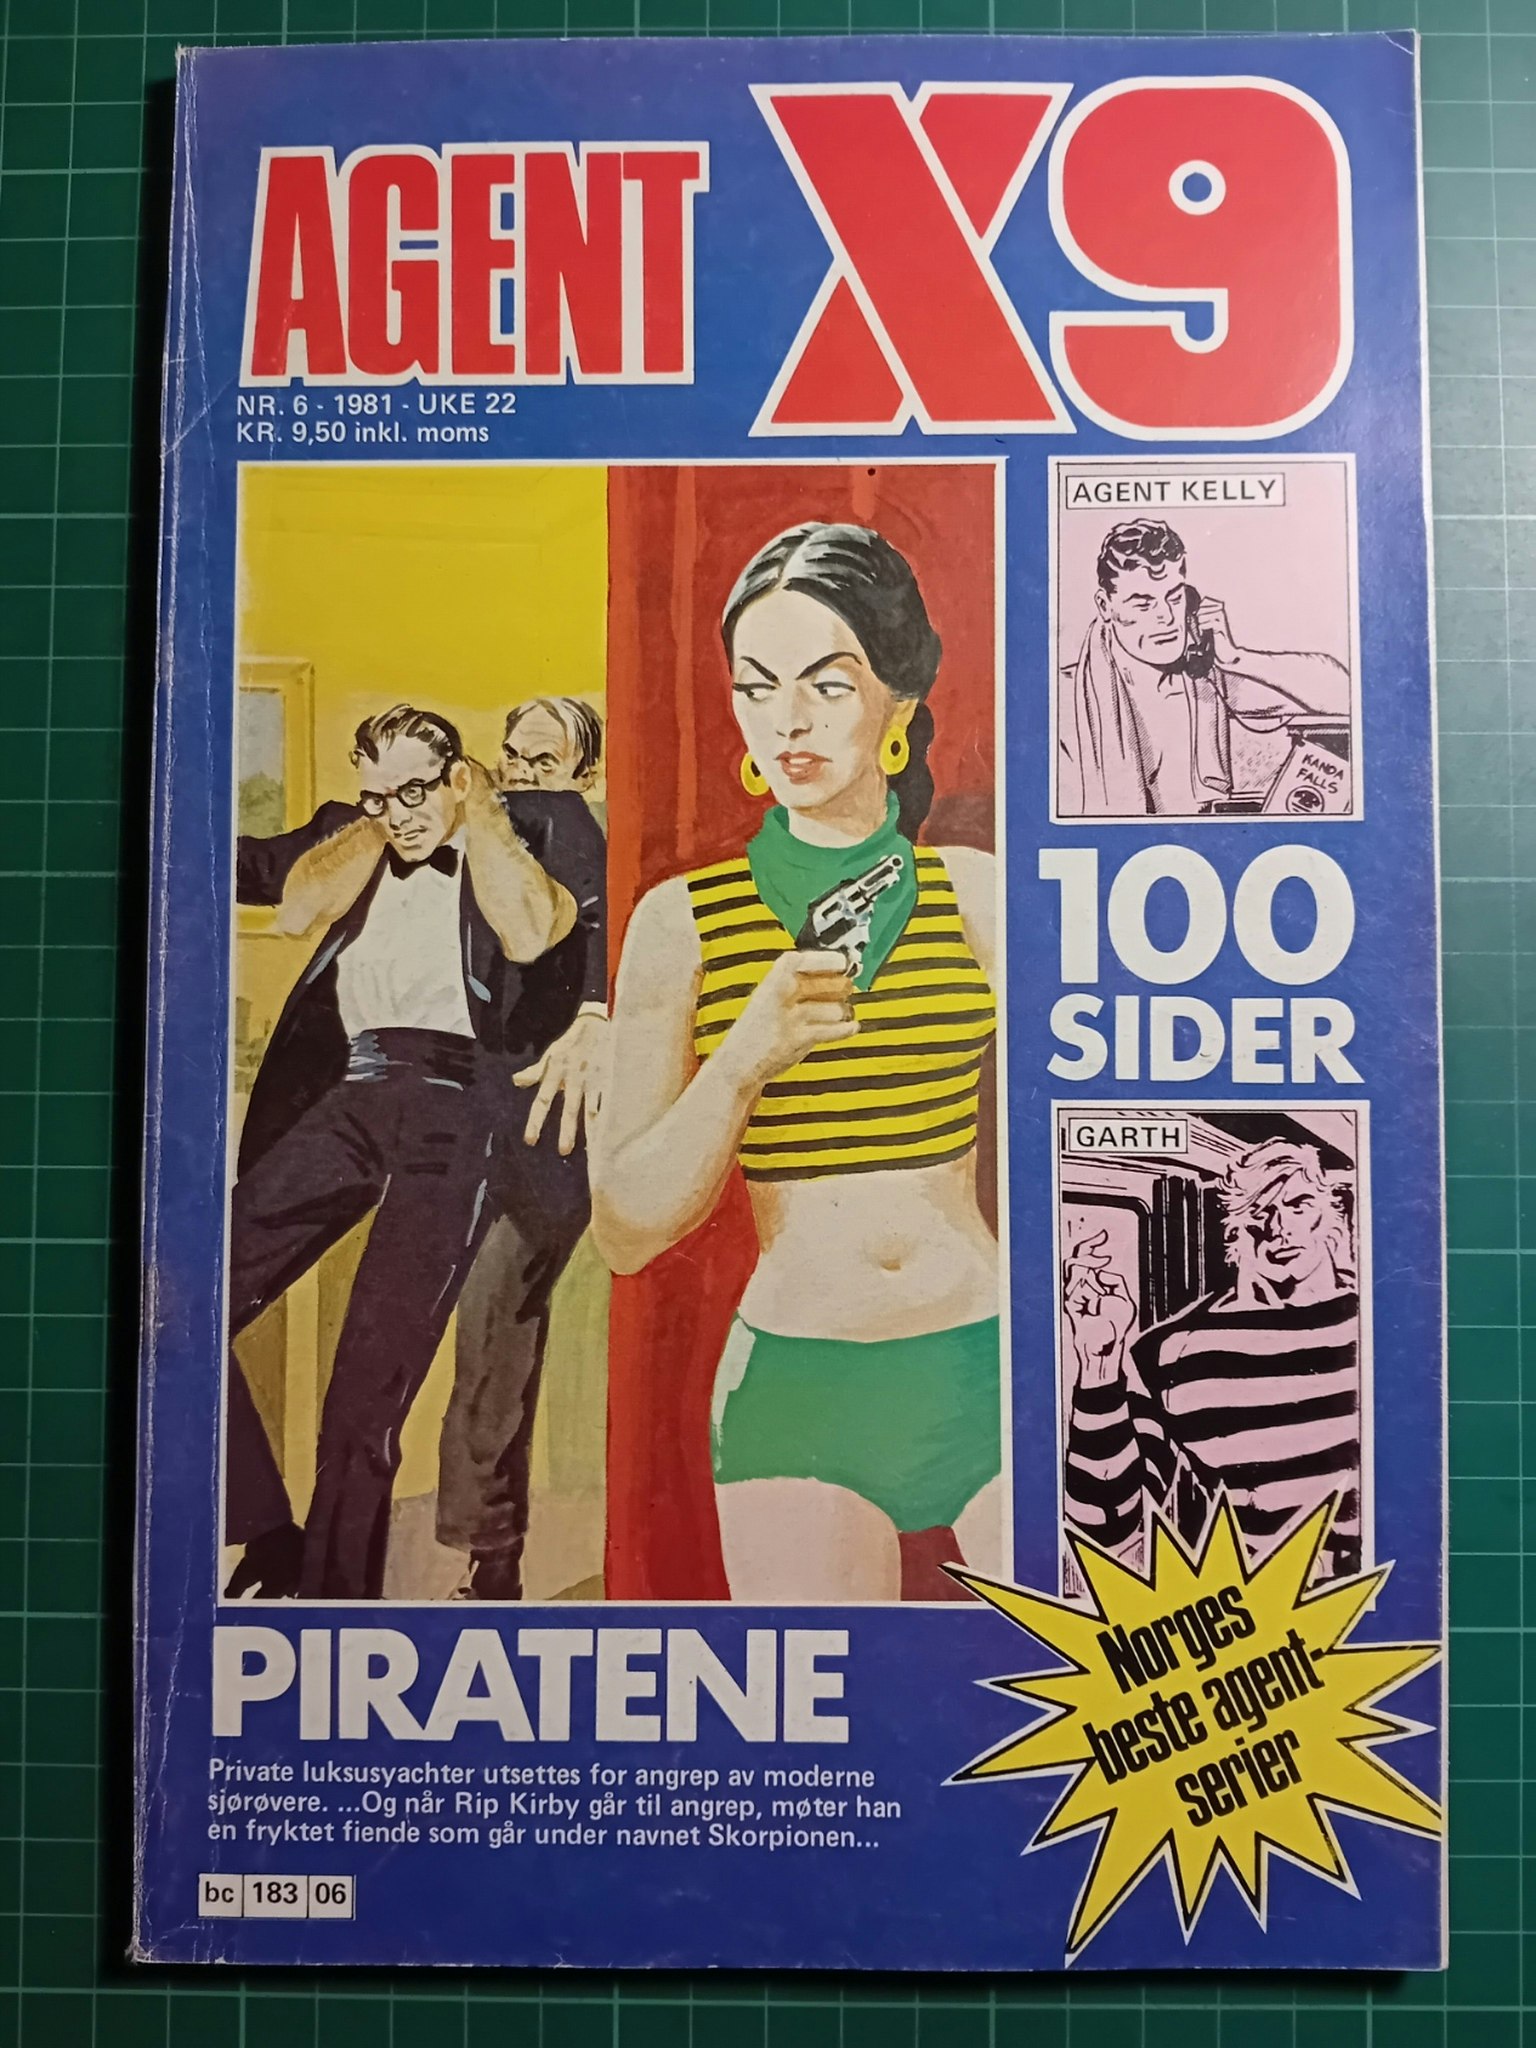 AGENT X9
NR. 6 - 1981 - UKE 22
KR. 9,50 inkl. moms
AGENT KELLY
KANDA
FALLS
100
SIDER
GARTH
PIRATENE
Private luksusyachter utsettes for angrep av moderne
sjørøvere. ...Og når Rip Kirby går til angrep, møter han
en fryktet fiende som går under navnet Skorpionen...
Norges
beste agent-
serier
bc 183 06